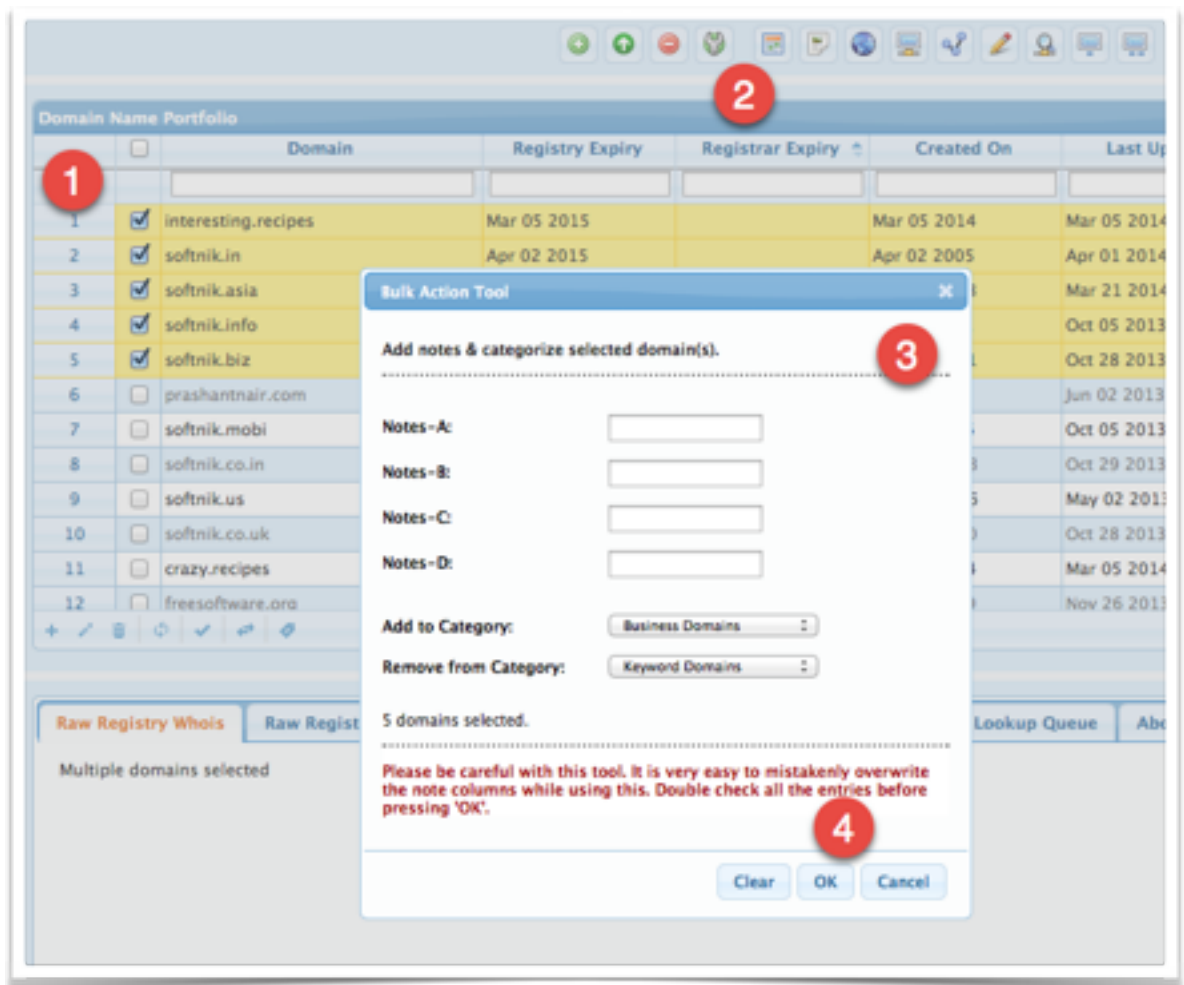 2
Domain Name Portfolio
Domain Registry Expiry Registrar Expiry Created On Last Up
1
1 interesting.recipes Mar 05 2015 Mar 05 2014 Mar 05 2014
2 softnik.in Apr 02 2015 Apr 02 2005 Apr 01 2014
3 softnik.asia Mar 21 2014
4 softnik.info Oct 05 2013
5 softnik.biz Oct 28 2013
6 prashantnair.com Jun 02 2013
7 softnik.mobi Oct 05 2013
8 softnik.co.in Oct 29 2013
9 softnik.us May 02 2013
10 softnik.co.uk Oct 28 2013
11 crazy.recipes Mar 05 2014
12 freesoftware.org Nov 26 2013
Bulk Action Tool
3
Add notes & categorize selected domain(s).
Notes-A:
Notes-B:
Notes-C:
Notes-D:
Add to Category: Business Domains
Remove from Category: Keyword Domains
5 domains selected.
Please be careful with this tool. It is very easy to mistakenly overwrite
the note columns while using this. Double check all the entries before
pressing 'OK'.
4
Clear OK Cancel
Raw Registry Whois Raw Regist Lookup Queue Abo
Multiple domains selected